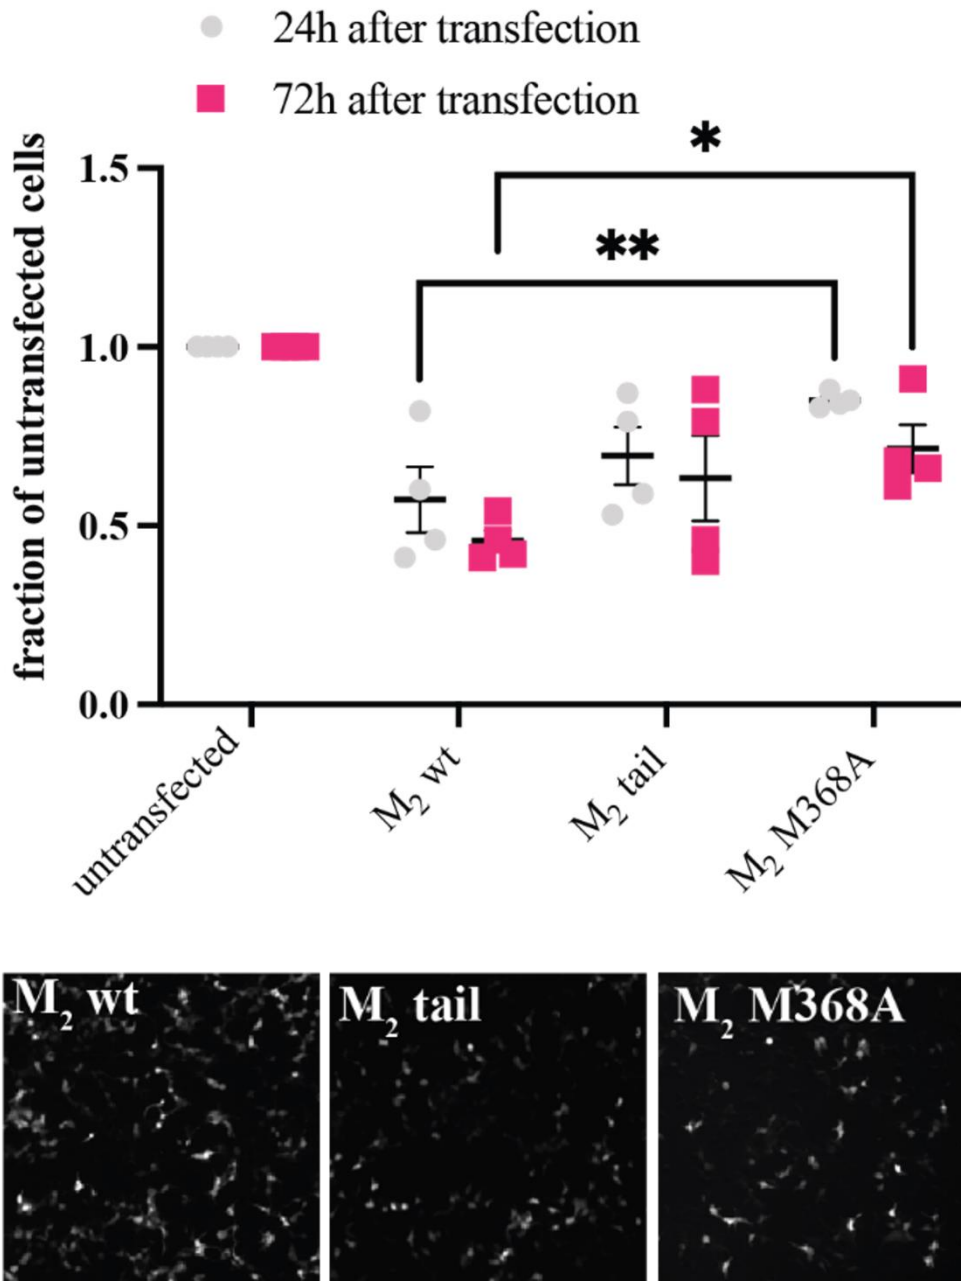 24h after transfection
72h after transfection
fraction of untransfected cells
*
**
1.5
1.0
0.5
0.0
untransfected
M₂ wt
M₂ tail
M₂ M368A
M₂ wt
M₂ tail
M₂ M368A